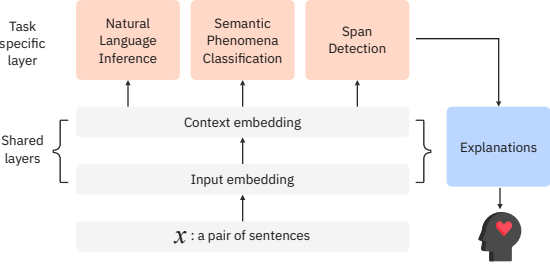 Task
specific
layer
Natural
Language
Inference
Semantic
Phenomena
Classification
Span
Detection
Shared
layers
Context embedding
Input embedding
x : a pair of sentences
Explanations